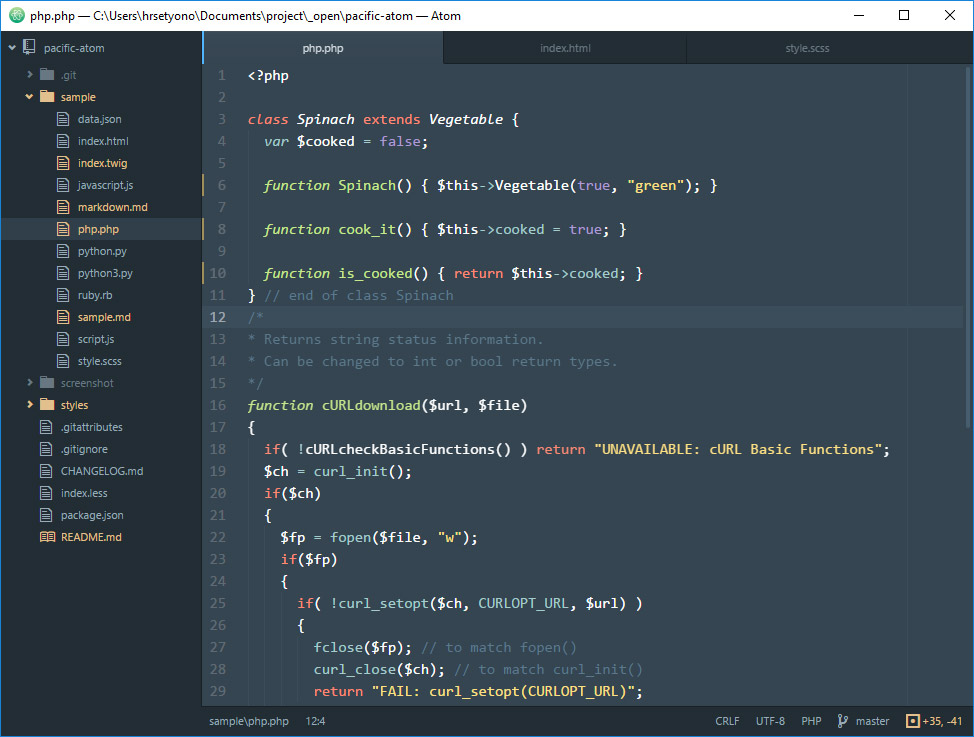 php.php — C:\Users\hrsetyono\Documents\project\_open\pacific-atom — Atom
pacific-atom
.git
sample
data.json
index.html
index.twig
javascript.js
markdown.md
php.php
python.py
python3.py
ruby.rb
sample.md
script.js
style.scss
screenshot
styles
.gitattributes
.gitignore
CHANGELOG.md
index.less
package.json
README.md
php.php index.html style.scss
1 <?php
2
3 class Spinach extends Vegetable {
4 var $cooked = false;
5
6 function Spinach() { $this->Vegetable(true, "green"); }
7
8 function cook_it() { $this->cooked = true; }
9
10 function is_cooked() { return $this->cooked; }
11 } // end of class Spinach
12 /*
13 * Returns string status information.
14 * Can be changed to int or bool return types.
15 */
16 function cURLdownload($url, $file)
17 {
18 if( !cURLcheckBasicFunctions() ) return "UNAVAILABLE: cURL Basic Functions";
19 $ch = curl_init();
20 if($ch)
21 {
22 $fp = fopen($file, "w");
23 if($fp)
24 {
25 if( !curl_setopt($ch, CURLOPT_URL, $url) )
26 {
27 fclose($fp); // to match fopen()
28 curl_close($ch); // to match curl_init()
29 return "FAIL: curl_setopt(CURLOPT_URL)";
sample\php.php 12:4 CRLF UTF-8 PHP master +35, -41